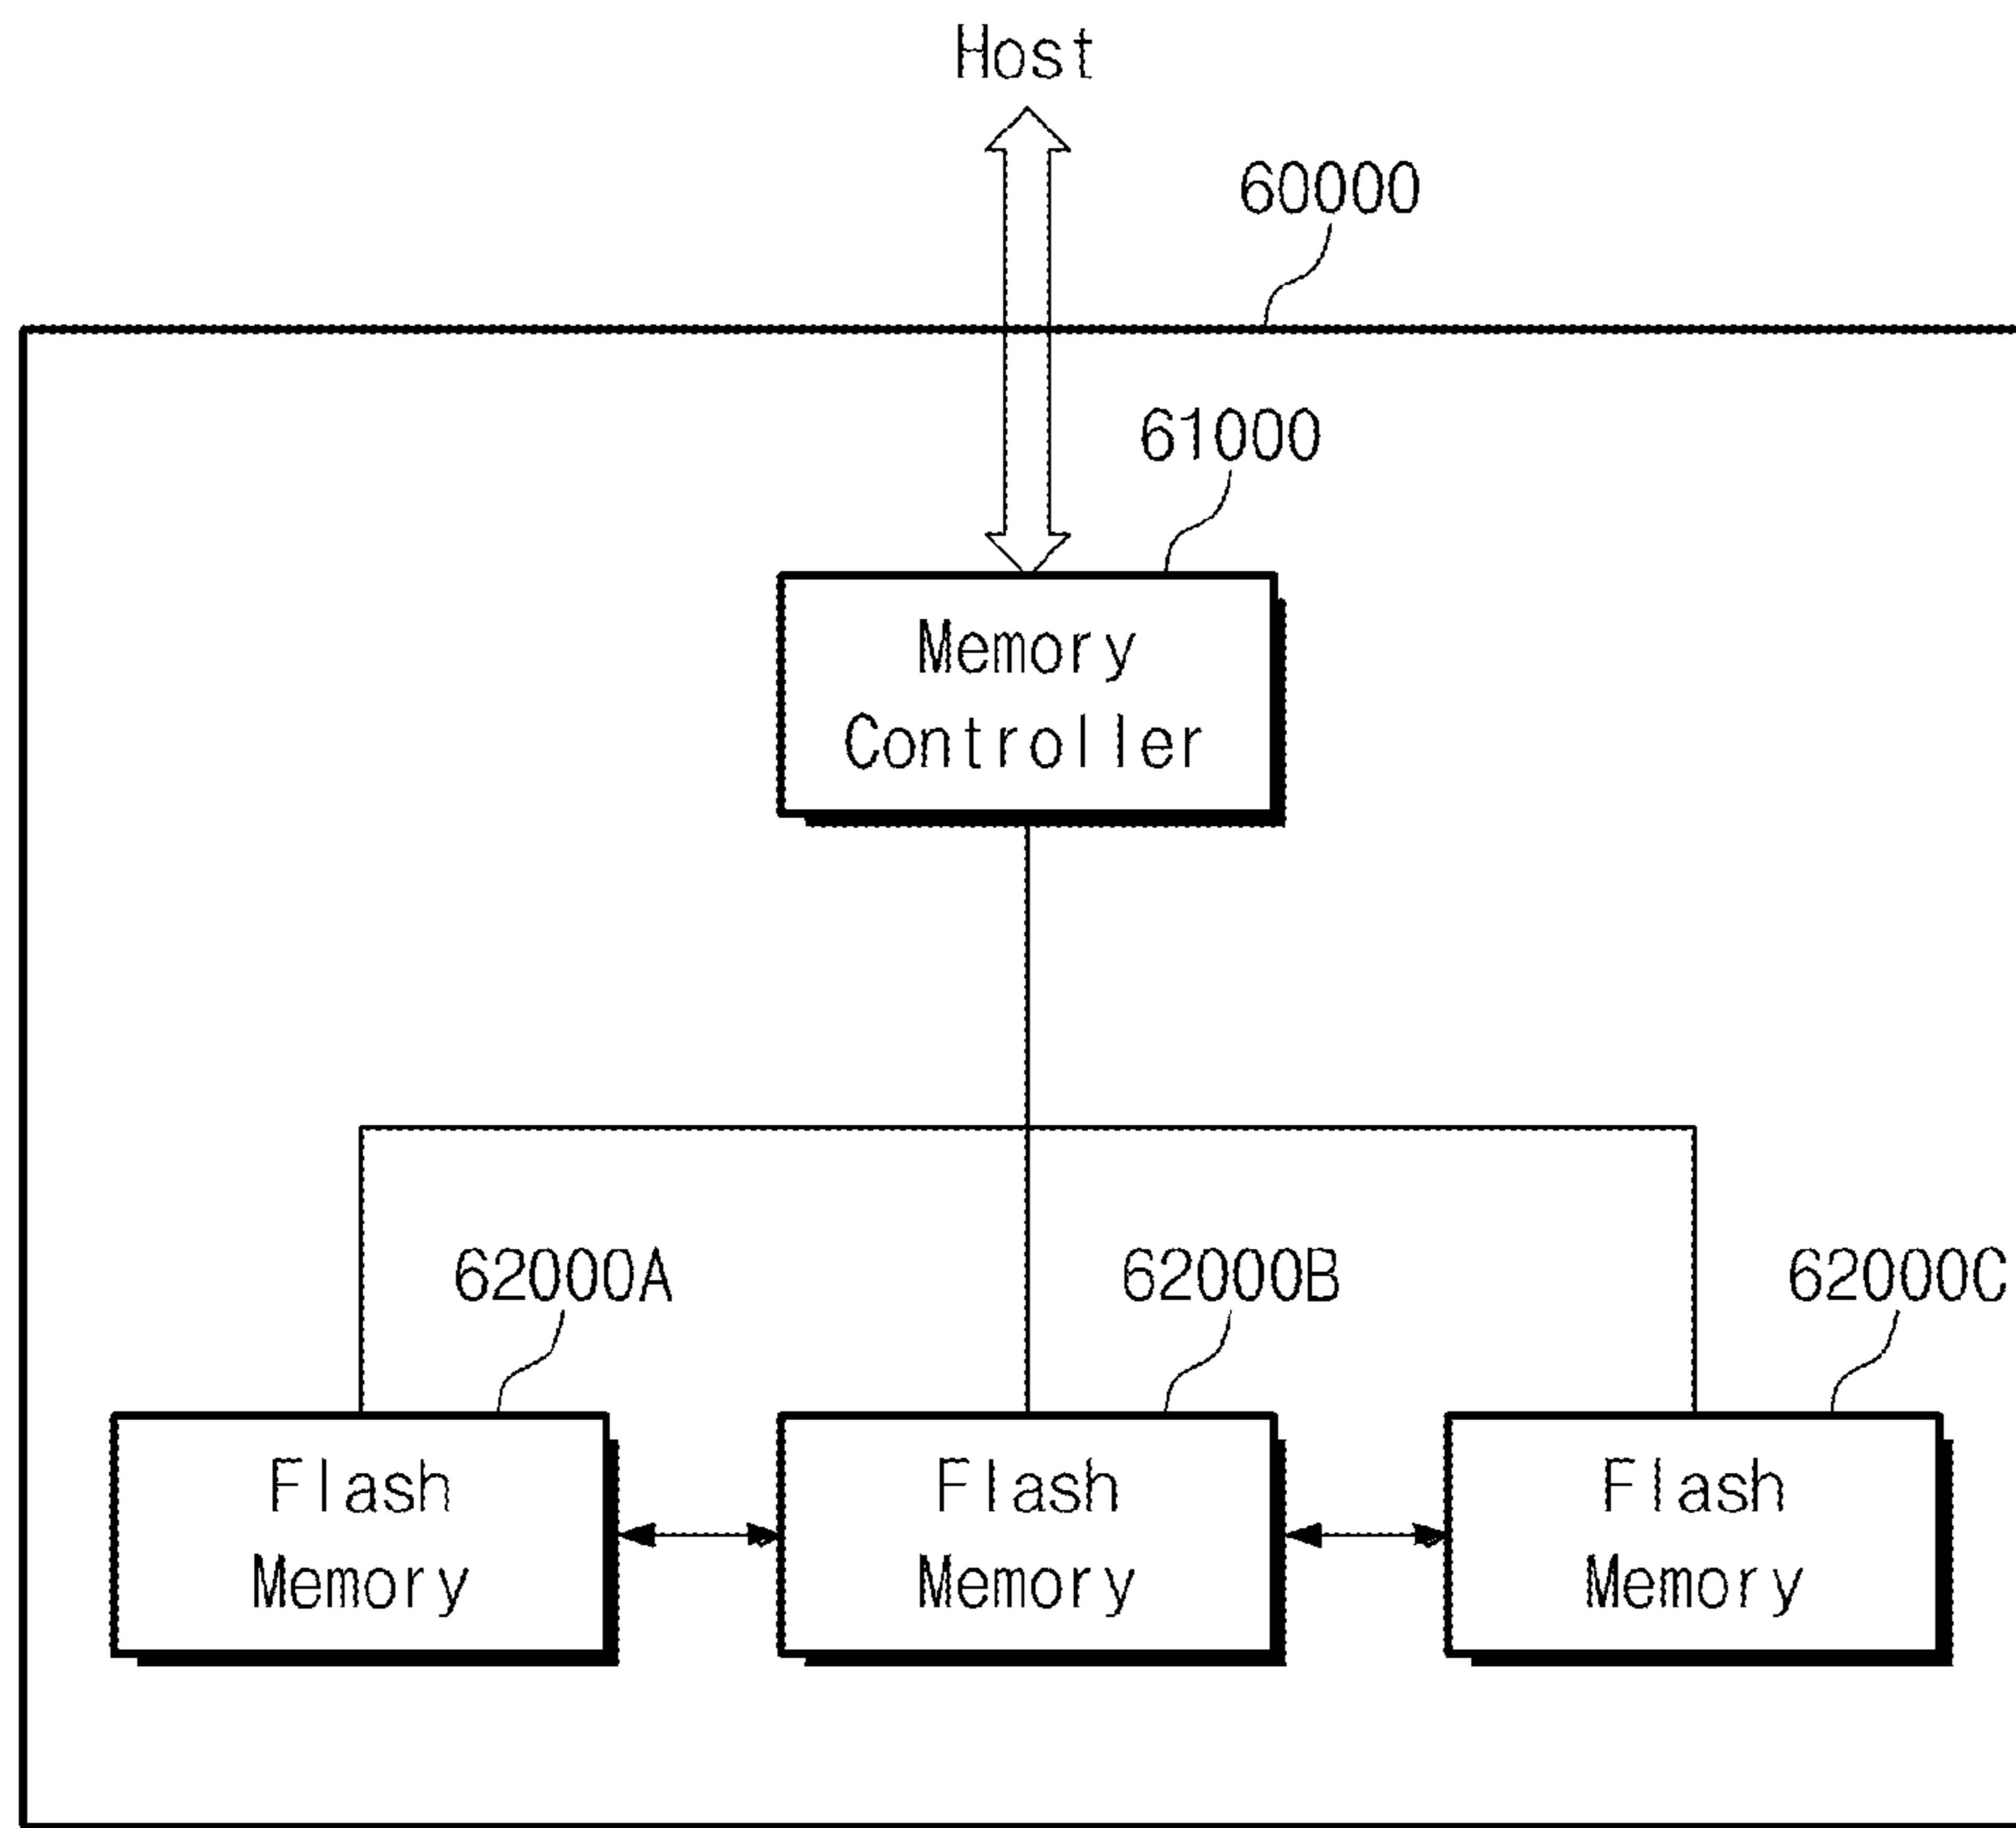 Host
60000
61000
Memory
Controller
62000A
62000B
62000C
Flash
Memory
Flash
Memory
Flash
Memory